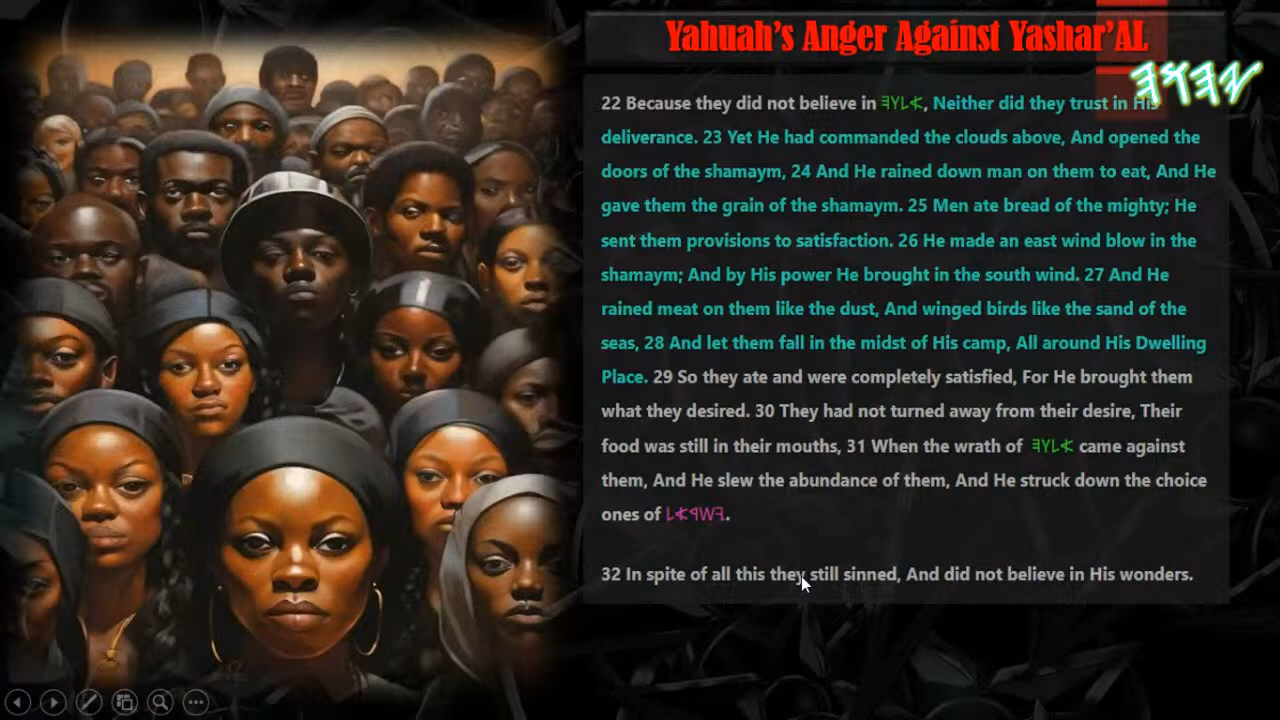 Yahuah's Anger Against Yashar'AL
𐤉𐤄𐤅𐤄
22 Because they did not believe in 𐤀𐤋𐤅𐤄, Neither did they trust in His
deliverance. 23 Yet He had commanded the clouds above, And opened the
doors of the shamaym, 24 And He rained down man on them to eat, And He
gave them the grain of the shamaym. 25 Men ate bread of the mighty; He
sent them provisions to satisfaction. 26 He made an east wind blow in the
shamaym; And by His power He brought in the south wind. 27 And He
rained meat on them like the dust, And winged birds like the sand of the
seas, 28 And let them fall in the midst of His camp, All around His Dwelling
Place. 29 So they ate and were completely satisfied, For He brought them
what they desired. 30 They had not turned away from their desire, Their
food was still in their mouths, 31 When the wrath of 𐤀𐤋𐤅𐤄 came against
them, And He slew the abundance of them, And He struck down the choice
ones of 𐤉𐤔𐤓𐤀𐤋.
32 In spite of all this they still sinned, And did not believe in His wonders.